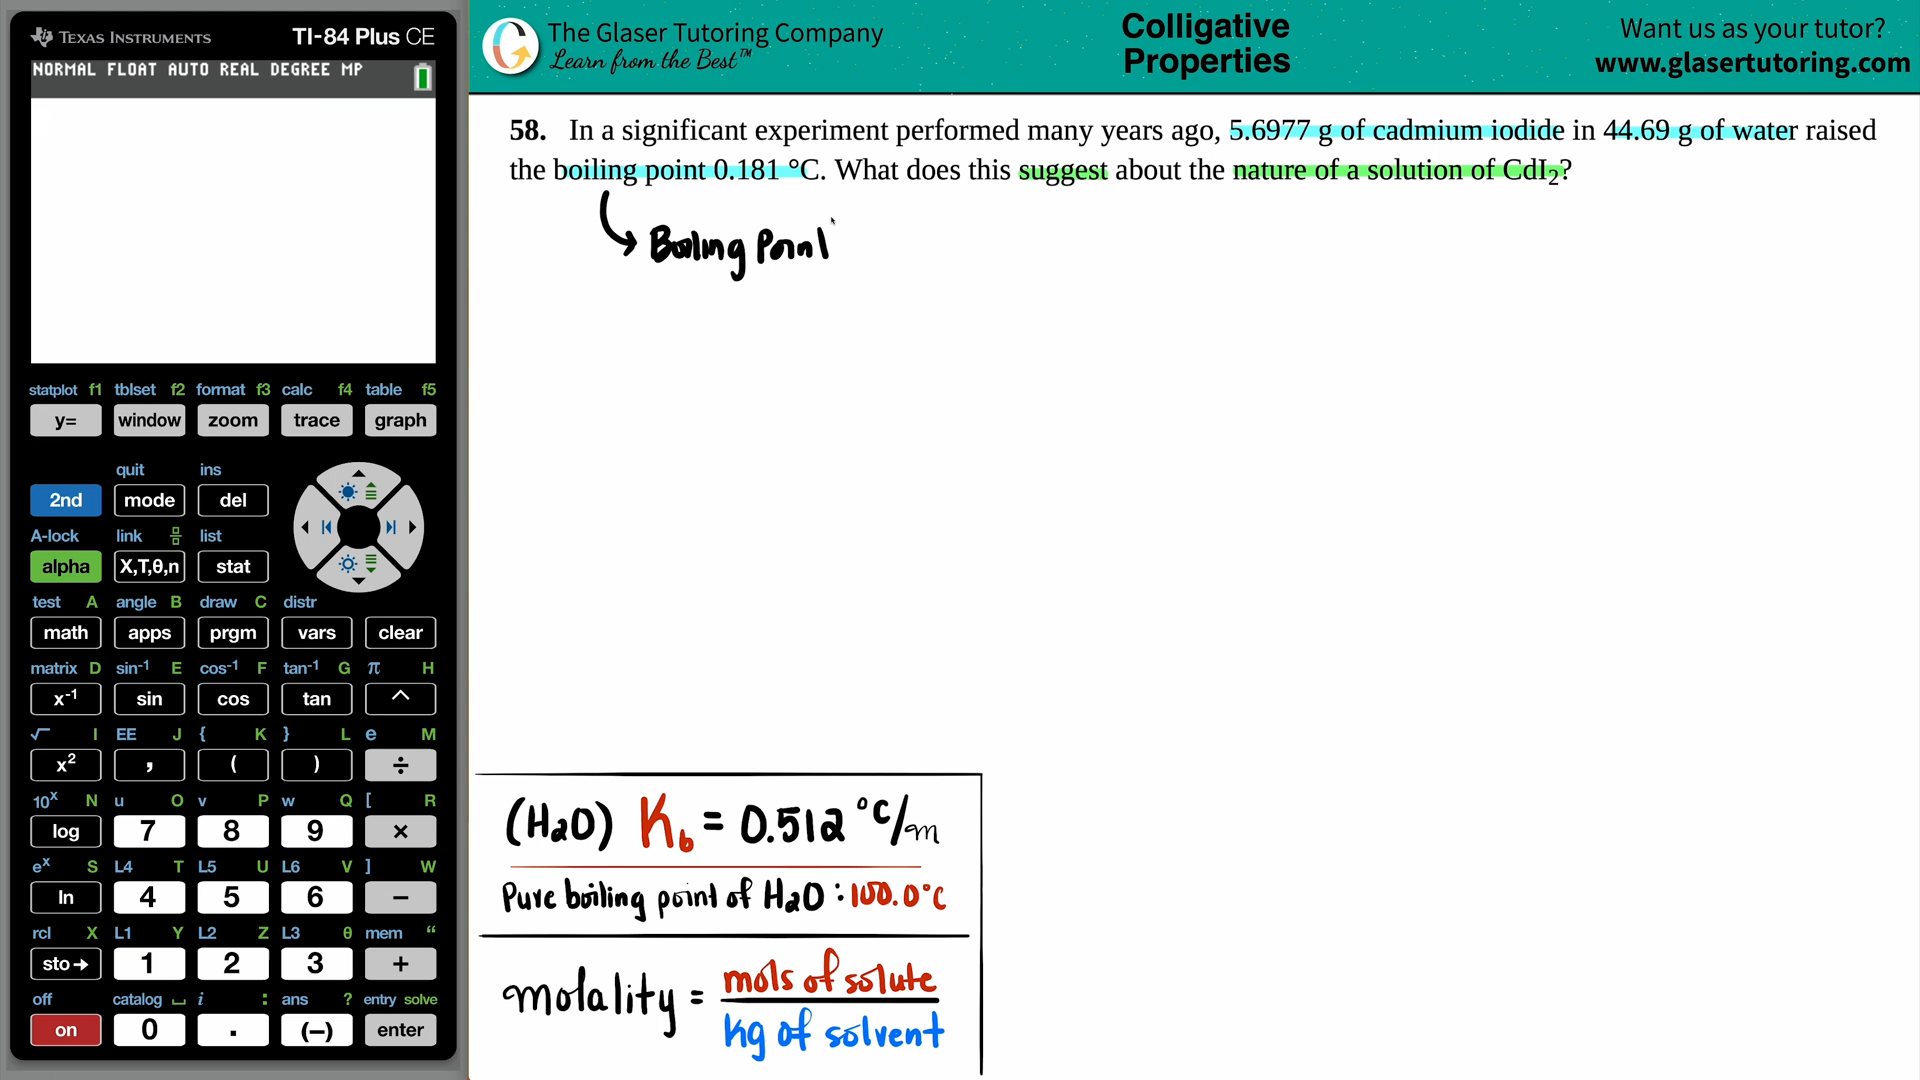 TEXAS INSTRUMENTS TI-84 Plus CE
NORMAL FLOAT AUTO REAL DEGREE MP
statplot f1 tblset f2 format f3 calc f4 table f5
y= window zoom trace graph
quit ins
2nd mode del
A-lock link list
alpha X,T,θ,n stat
test A angle B draw C distr
math apps prgm vars clear
matrix D sin⁻¹ E cos⁻¹ F tan⁻¹ G π H
x⁻¹ sin cos tan ^
√ I EE J { K } L e M
x² , ( ) ÷
10ˣ N u O v P w Q [ R
log 7 8 9 ×
eˣ S L4 T L5 U L6 V ] W
ln 4 5 6 −
rcl X L1 Y L2 Z L3 θ mem “
sto→ 1 2 3 +
off catalog ⎵ i : ans ? entry solve
on 0 . (−) enter
The Glaser Tutoring Company
Learn from the Best™
Colligative
Properties
Want us as your tutor?
www.glasertutoring.com
58. In a significant experiment performed many years ago, 5.6977 g of cadmium iodide in 44.69 g of water raised
the boiling point 0.181 °C. What does this suggest about the nature of a solution of CdI₂?
Boiling Point
(H₂O) K_b = 0.512 °C/m
Pure boiling point of H₂O : 100.0°C
molality = mols of solute
kg of solvent